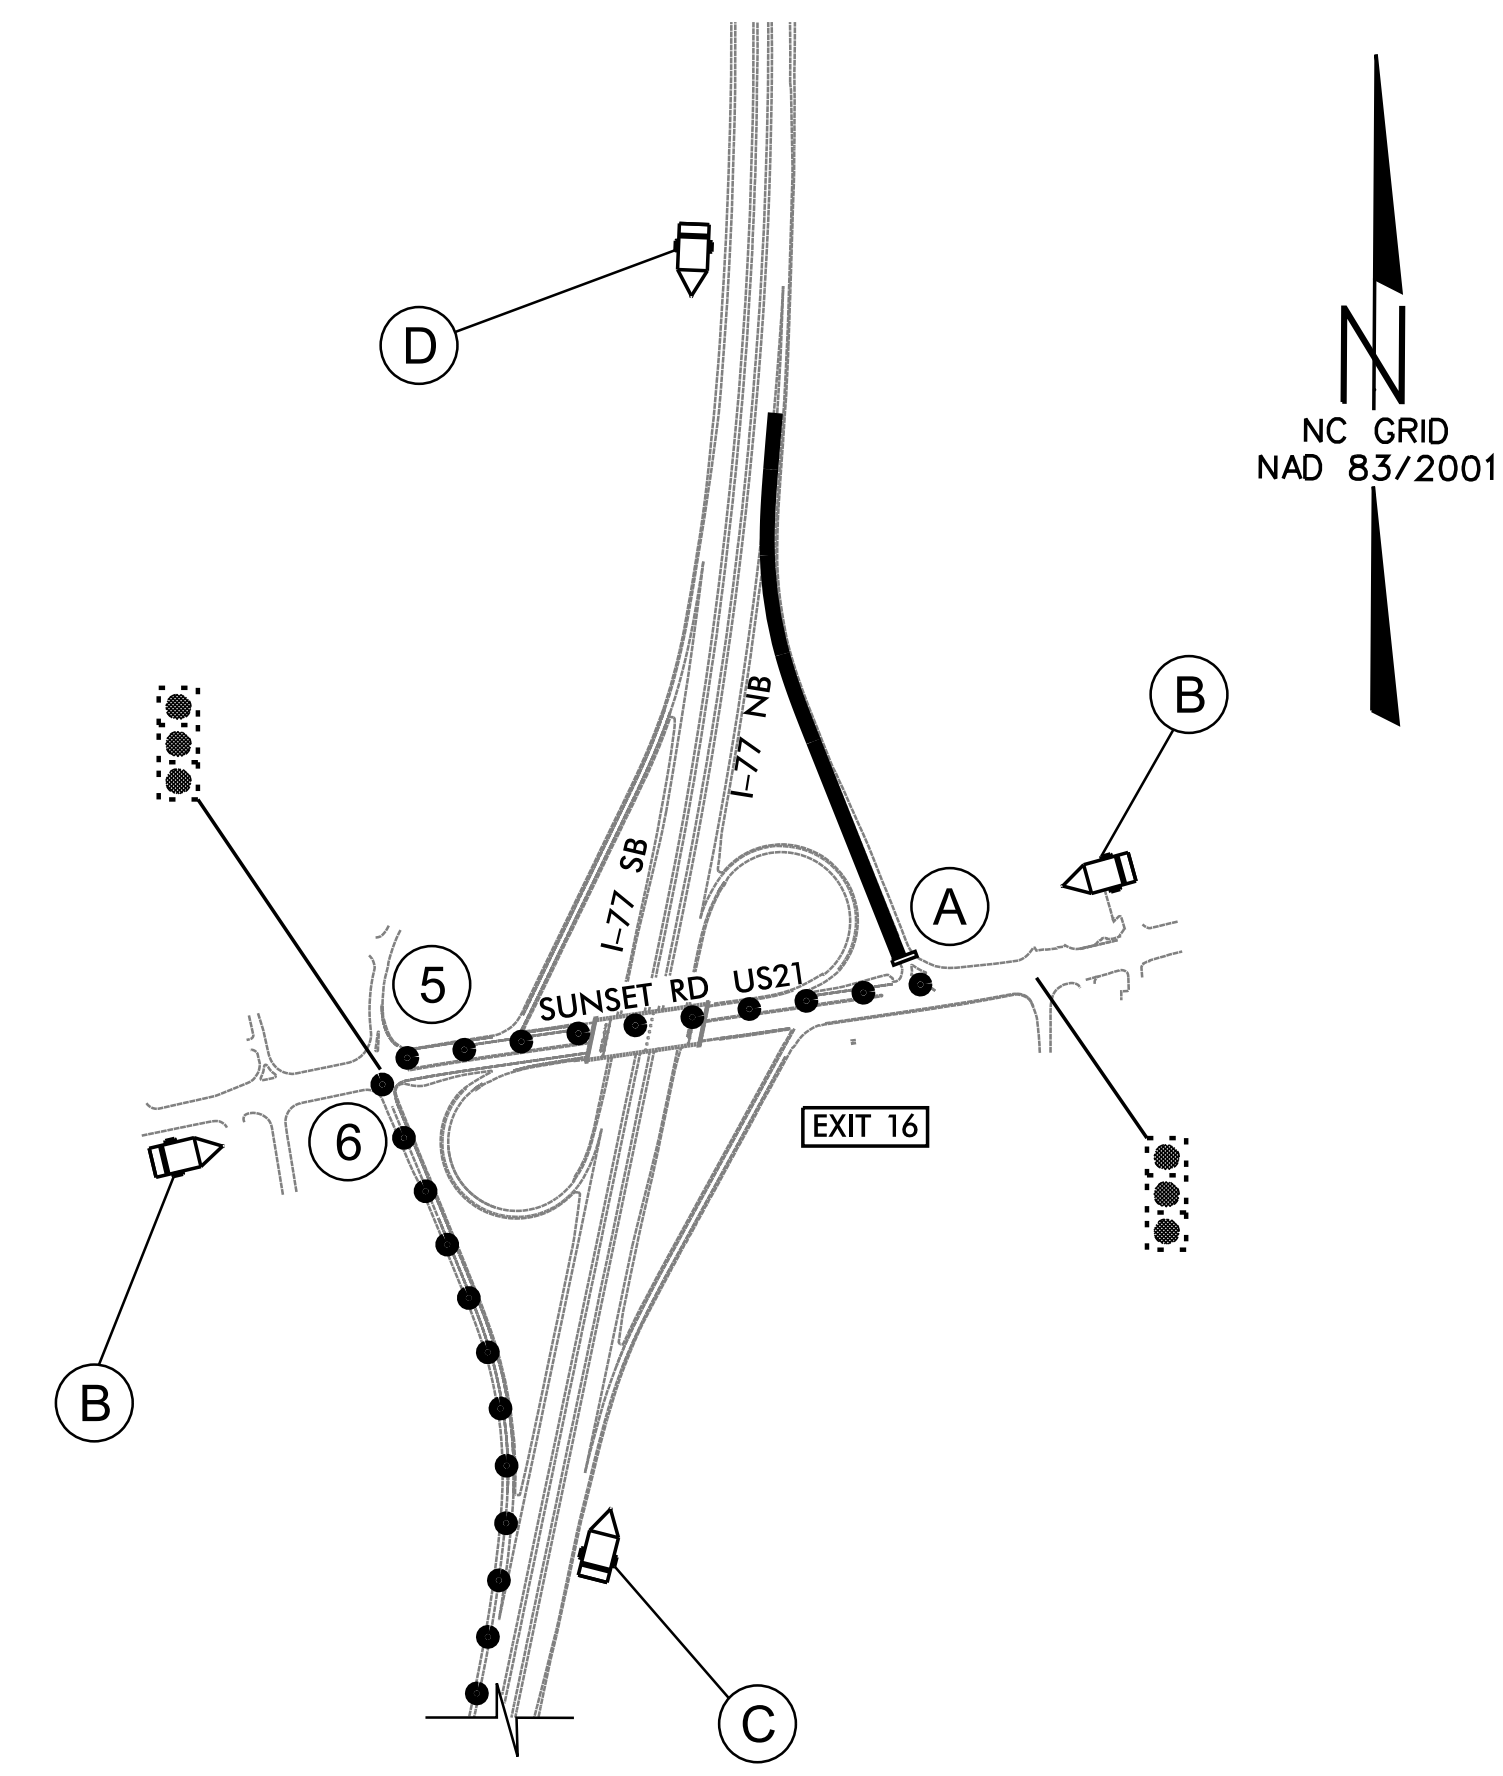 D
N
NC GRID
NAD 83/2001
B
I-77 NB
I-77 SB
A
5
SUNSET RD US21
6
EXIT 16
B
C